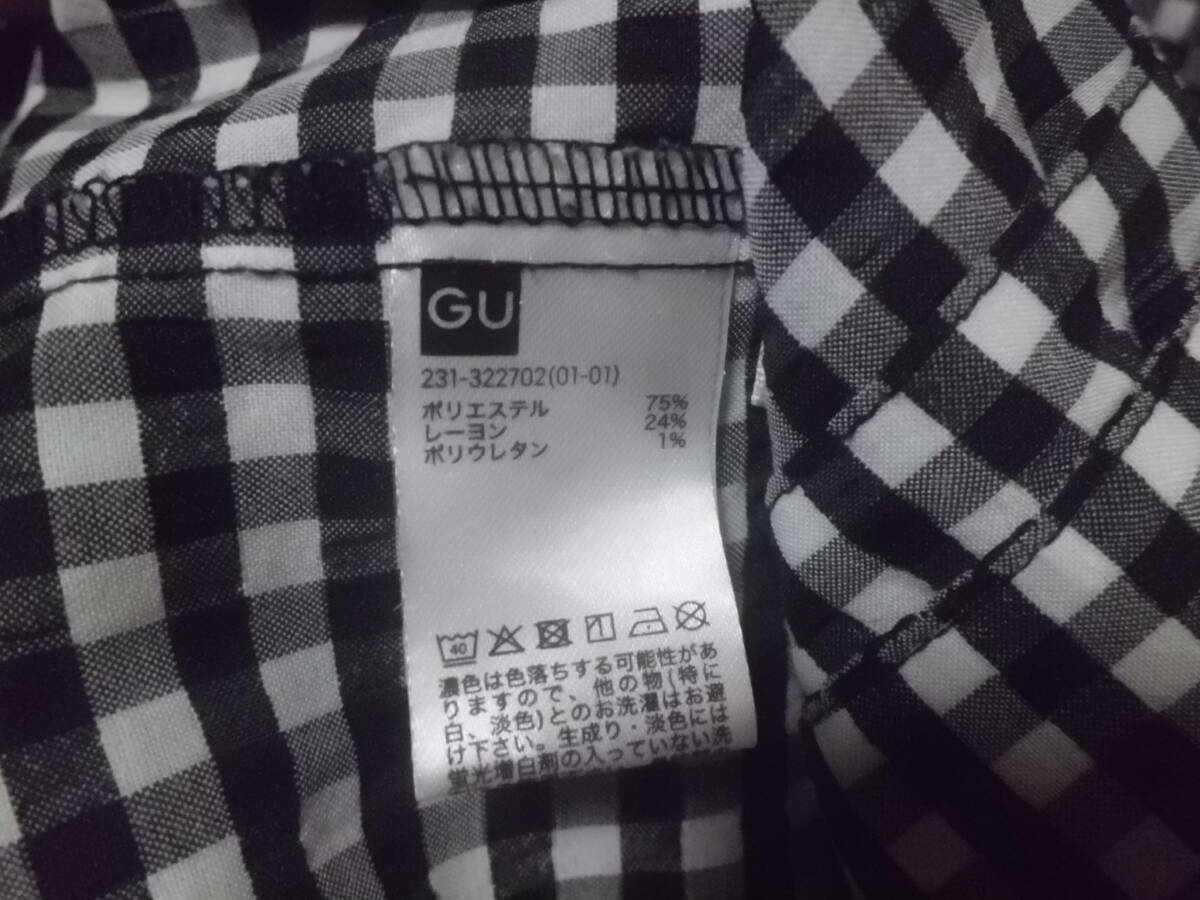 GU
231-322702(01-01)
ポリエステル 75%
レーヨン 24%
ポリウレタン 1%
40
濃色は色落ちする可能性があ
りますので、他の物(特に
白、淡色)とのお洗濯はお避
け下さい。生成り・淡色には
蛍光増白剤の入っていない洗